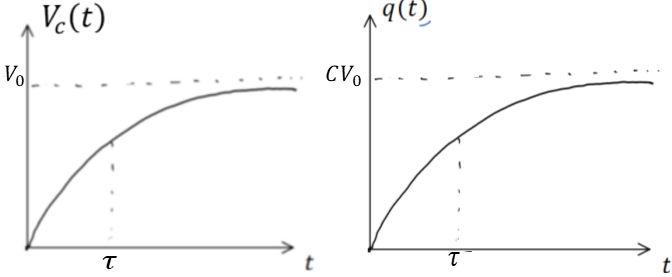 V_c(t)
V_0
τ
t
q(t)
CV_0
τ
t